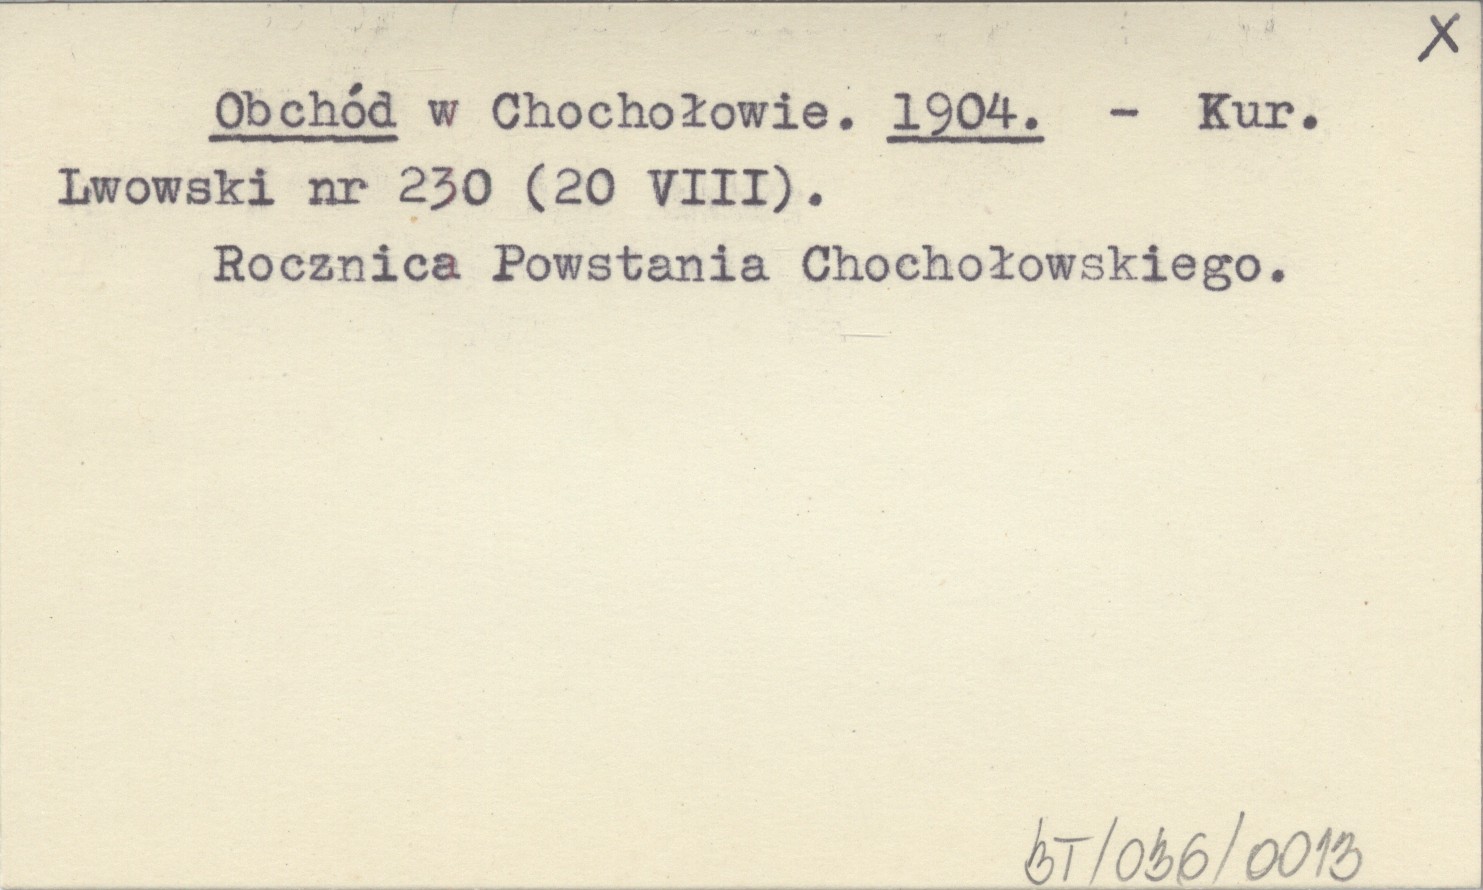 X
Obchód w Chochołowie. 1904. - Kur.
Lwowski nr 230 (20 VIII).
Rocznica Powstania Chochołowskiego.
BT/036/0013